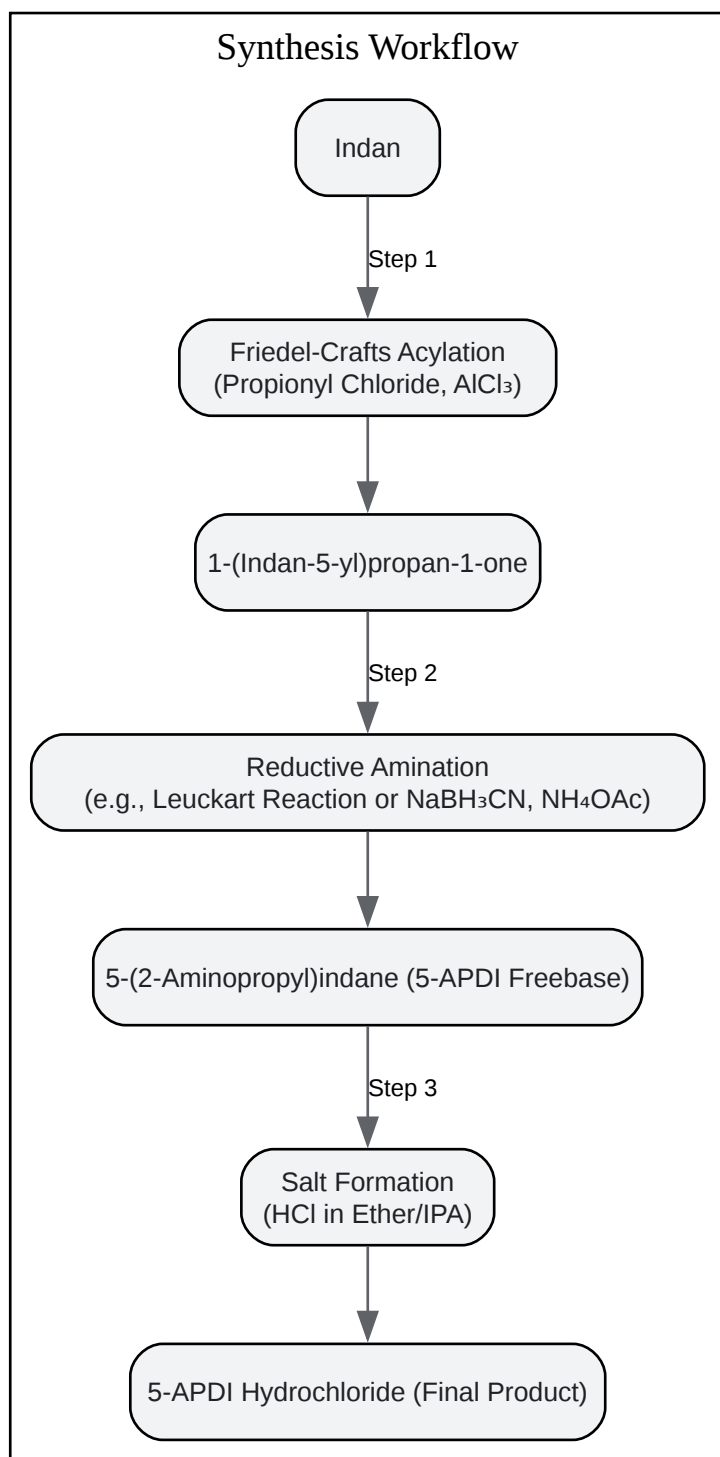 Synthesis Workflow
Indan
Step 1
Friedel-Crafts Acylation
(Propionyl Chloride, AlCl₃)
1-(Indan-5-yl)propan-1-one
Step 2
Reductive Amination
(e.g., Leuckart Reaction or NaBH₃CN, NH₄OAc)
5-(2-Aminopropyl)indane (5-APDI Freebase)
Step 3
Salt Formation
(HCl in Ether/IPA)
5-APDI Hydrochloride (Final Product)